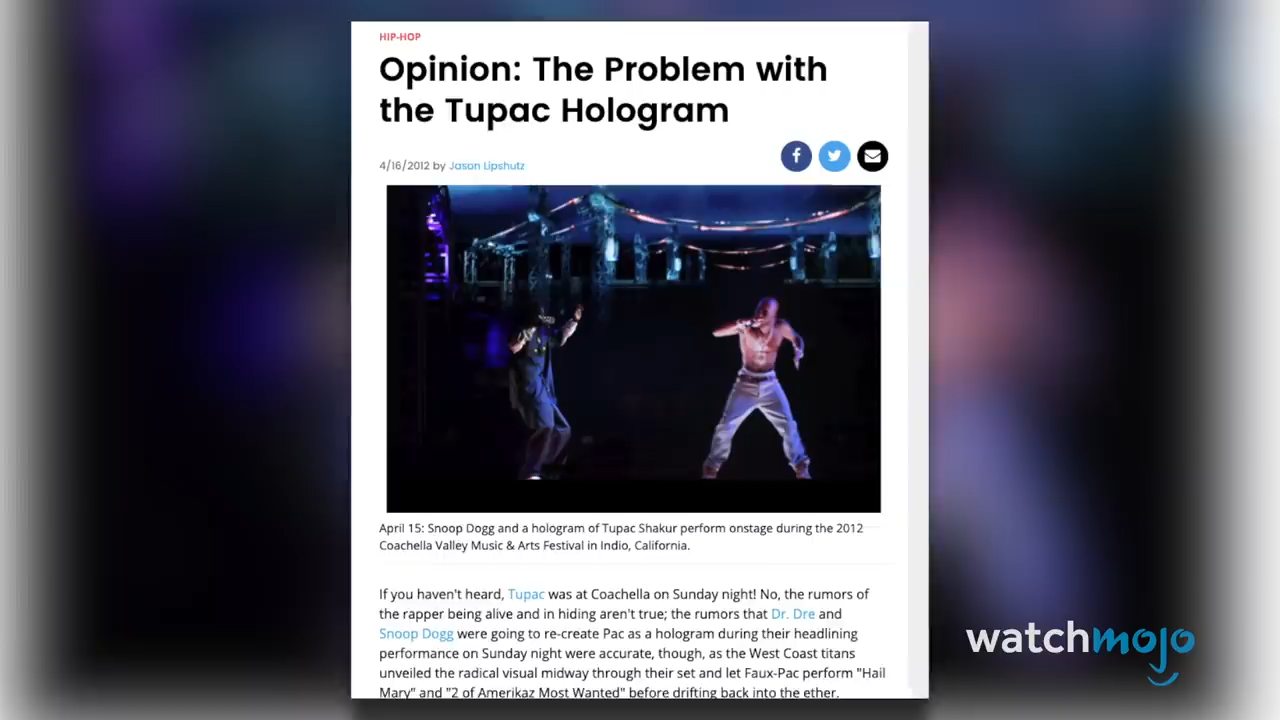 HIP-HOP
Opinion: The Problem with
the Tupac Hologram
4/16/2012 by Jason Lipshutz
April 15: Snoop Dogg and a hologram of Tupac Shakur perform onstage during the 2012
Coachella Valley Music & Arts Festival in Indio, California.
If you haven't heard, Tupac was at Coachella on Sunday night! No, the rumors of
the rapper being alive and in hiding aren't true; the rumors that Dr. Dre and
Snoop Dogg were going to re-create Pac as a hologram during their headlining
performance on Sunday night were accurate, though, as the West Coast titans
unveiled the radical visual midway through their set and let Faux-Pac perform "Hail
Mary" and "2 of Amerikaz Most Wanted" before drifting back into the ether.
watchmojo